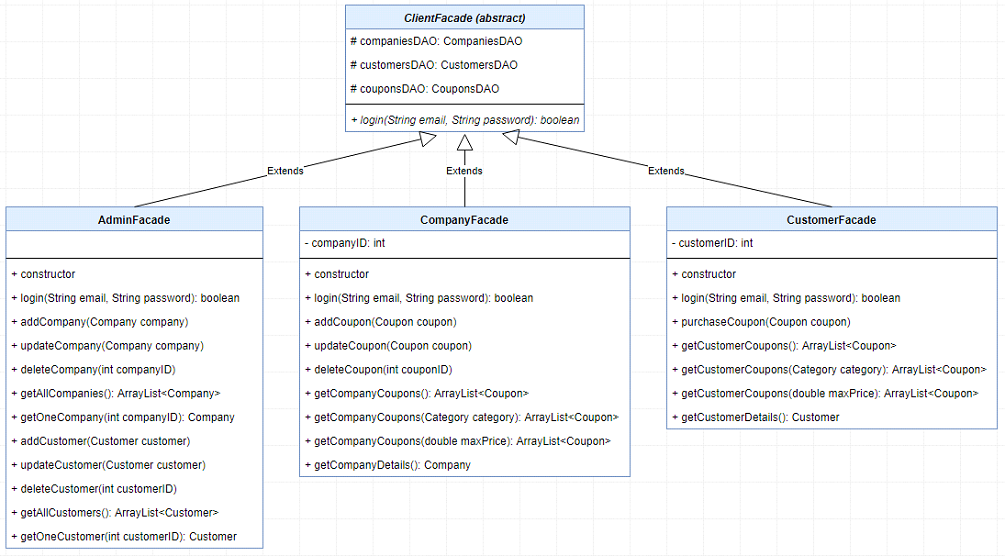 ClientFacade (abstract)
# companiesDAO: CompaniesDAO
# customersDAO: CustomersDAO
# couponsDAO: CouponsDAO
+ login(String email, String password): boolean
Extends
Extends
Extends
AdminFacade
+ constructor
+ login(String email, String password): boolean
+ addCompany(Company company)
+ updateCompany(Company company)
+ deleteCompany(int companyID)
+ getAllCompanies(): ArrayList<Company>
+ getOneCompany(int companyID): Company
+ addCustomer(Customer customer)
+ updateCustomer(Customer customer)
+ deleteCustomer(int customerID)
+ getAllCustomers(): ArrayList<Customer>
+ getOneCustomer(int customerID): Customer
CompanyFacade
- companyID: int
+ constructor
+ login(String email, String password): boolean
+ addCoupon(Coupon coupon)
+ updateCoupon(Coupon coupon)
+ deleteCoupon(int couponID)
+ getCompanyCoupons(): ArrayList<Coupon>
+ getCompanyCoupons(Category category): ArrayList<Coupon>
+ getCompanyCoupons(double maxPrice): ArrayList<Coupon>
+ getCompanyDetails(): Company
CustomerFacade
- customerID: int
+ constructor
+ login(String email, String password): boolean
+ purchaseCoupon(Coupon coupon)
+ getCustomerCoupons(): ArrayList<Coupon>
+ getCustomerCoupons(Category category): ArrayList<Coupon>
+ getCustomerCoupons(double maxPrice): ArrayList<Coupon>
+ getCustomerDetails(): Customer